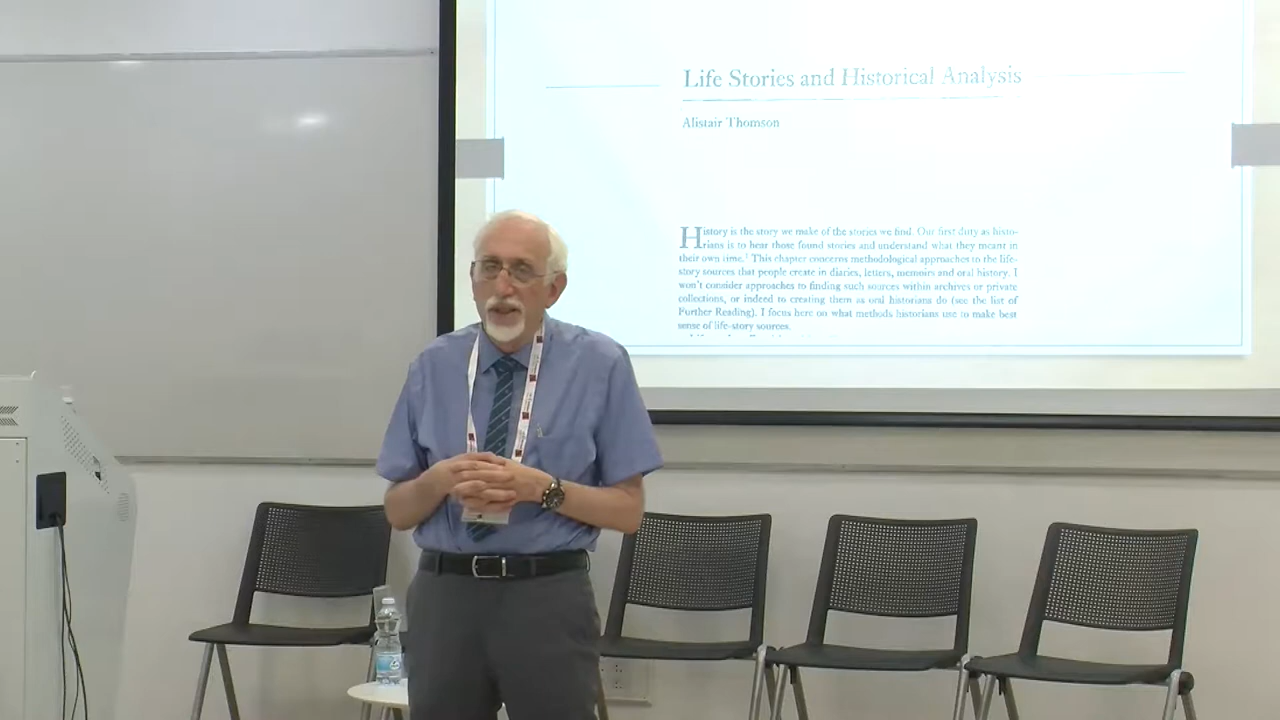 Life Stories and Historical Analysis
Alistair Thomson
History is the story we make of the stories we find. Our first duty as histo-
rians is to hear those found stories and understand what they meant in
their own time.¹ This chapter concerns methodological approaches to the life-
story sources that people create in diaries, letters, memoirs and oral history. I
won't consider approaches to finding such sources within archives or private
collections, or indeed to creating them as oral historians do (see the list of
Further Reading). I focus here on what methods historians use to make best
sense of life-story sources.